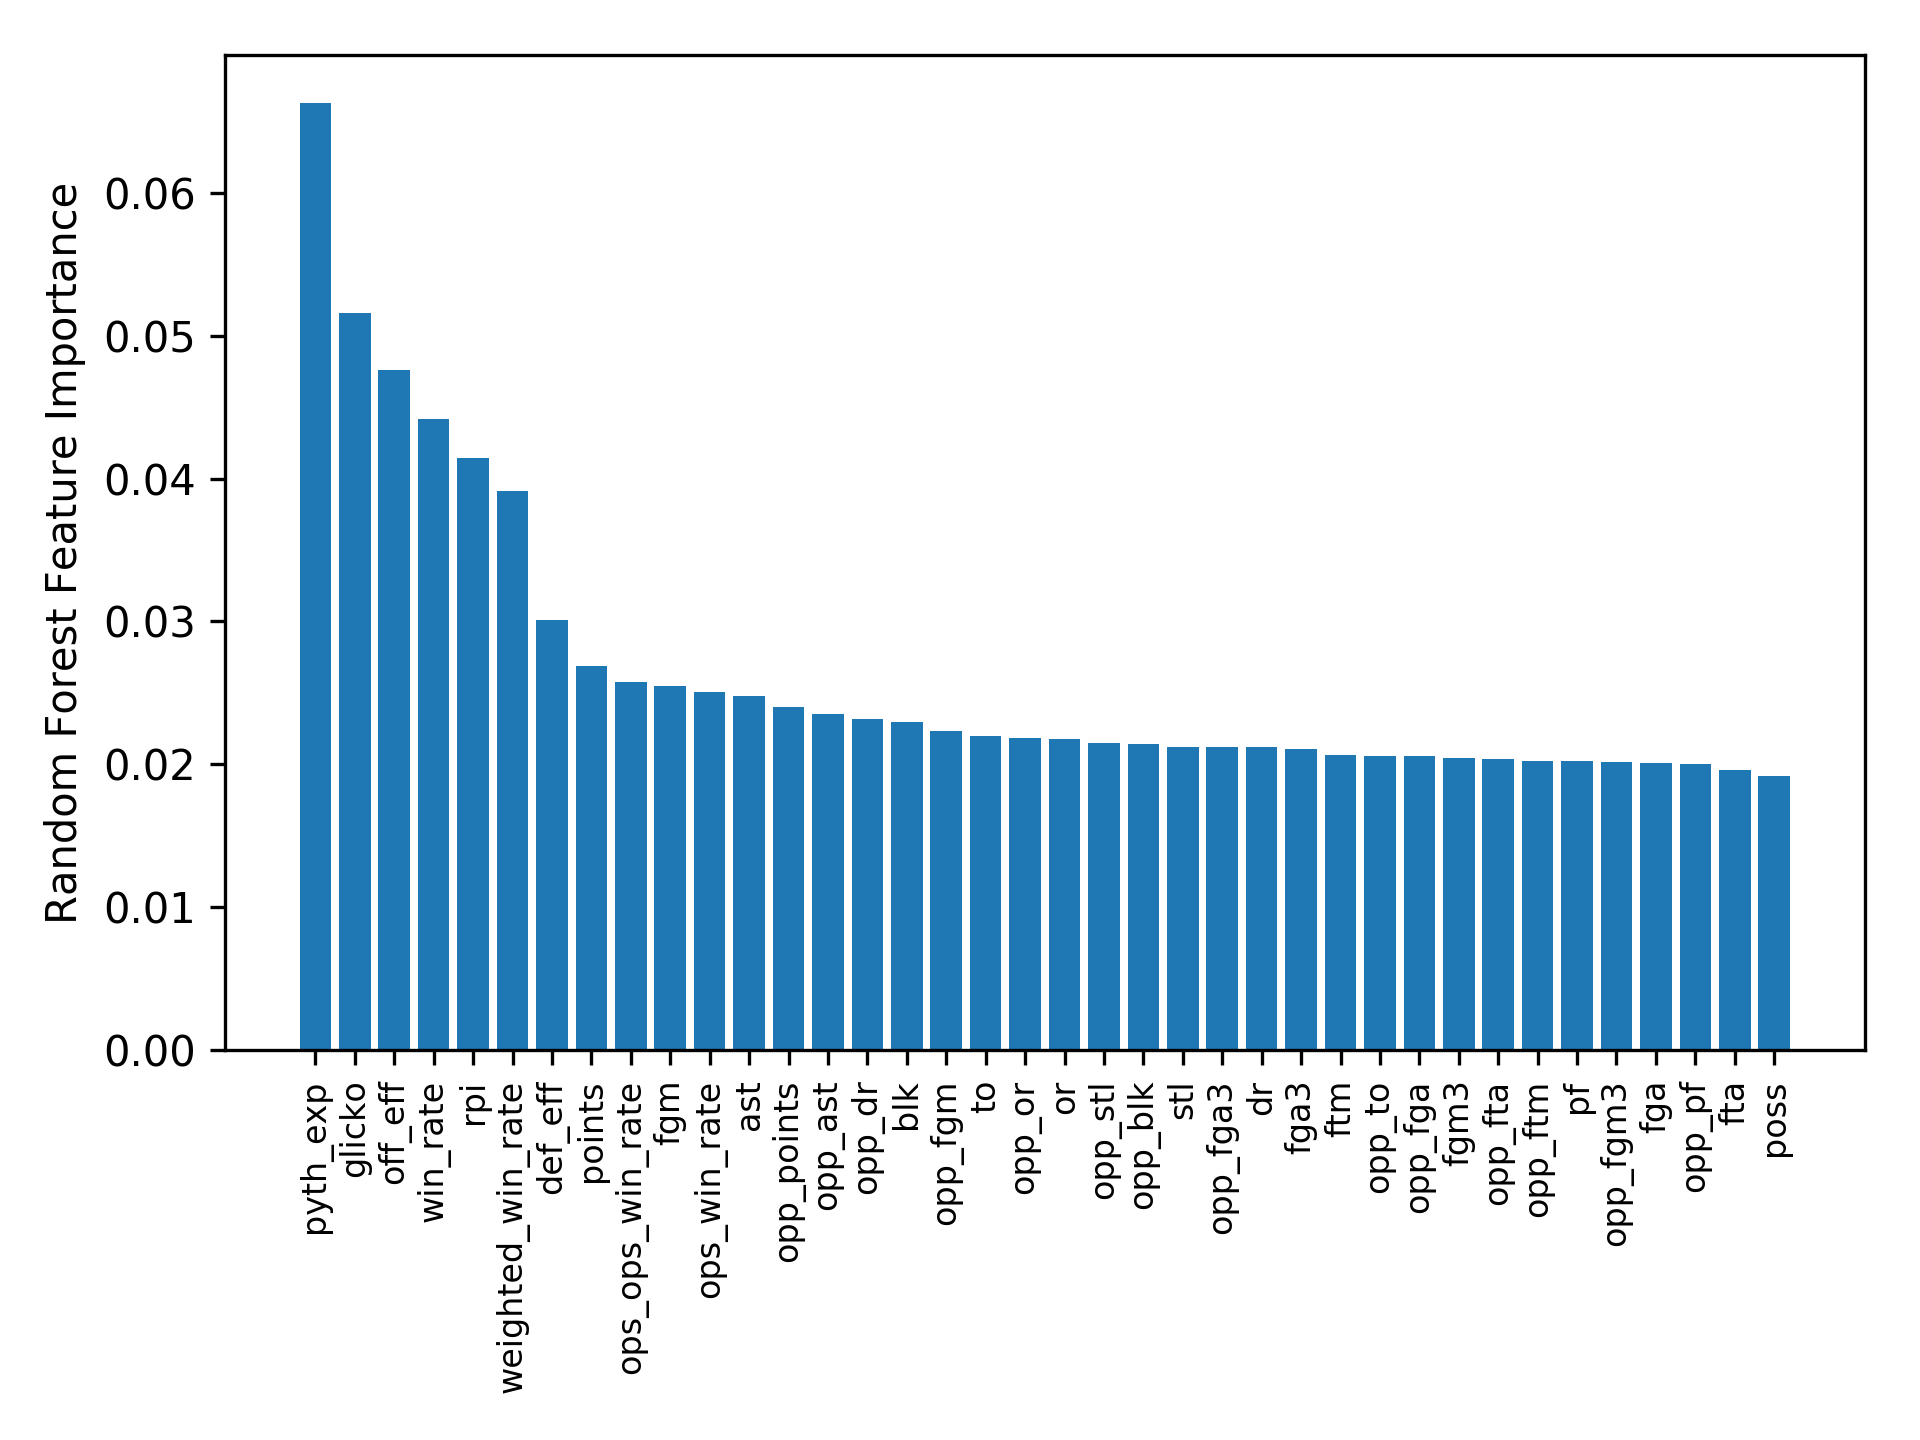 Random Forest Feature Importance
0.06
0.05
0.04
0.03
0.02
0.01
0.00
pyth_exp
glicko
off_eff
win_rate
rpi
weighted_win_rate
def_eff
points
ops_ops_win_rate
fgm
ops_win_rate
ast
opp_points
opp_ast
opp_dr
blk
opp_fgm
to
opp_or
or
opp_stl
opp_blk
stl
opp_fga3
dr
fga3
ftm
opp_to
opp_fga
fgm3
opp_fta
opp_ftm
pf
opp_fgm3
fga
opp_pf
fta
poss